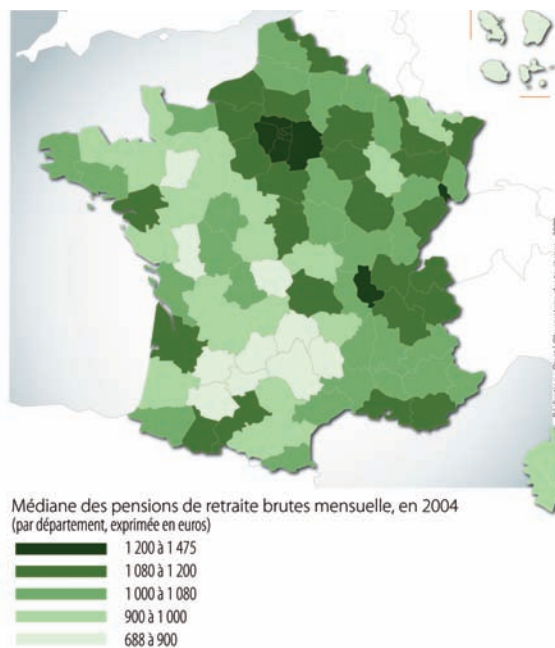 Médiane des pensions de retraite brutes mensuelle, en 2004
(par département, exprimée en euros)
1 200 à 1 475
1 080 à 1 200
1 000 à 1 080
900 à 1 000
688 à 900